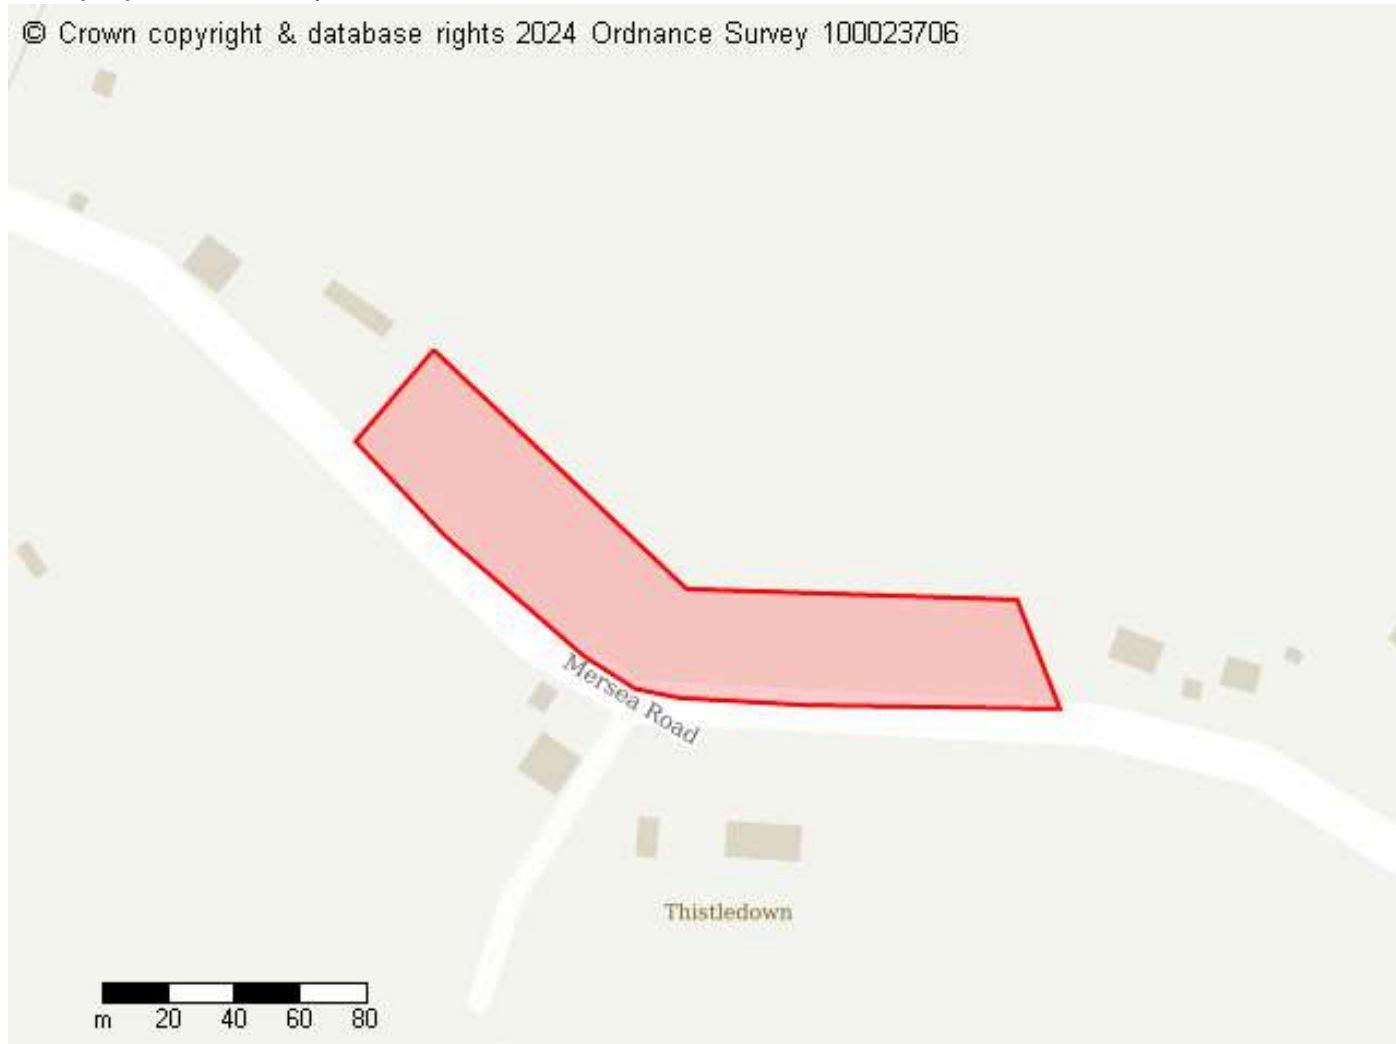 © Crown copyright & database rights 2024 Ordnance Survey 100023706
Mersea Road
Thistledown
m 20 40 60 80